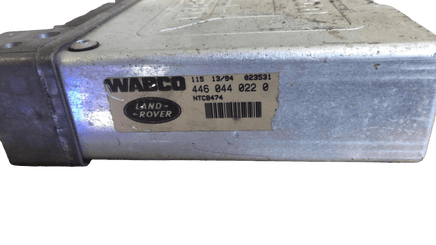 WABCO 115 13/94 023531
446 044 022 0
NTC8474
LAND-
-ROVER